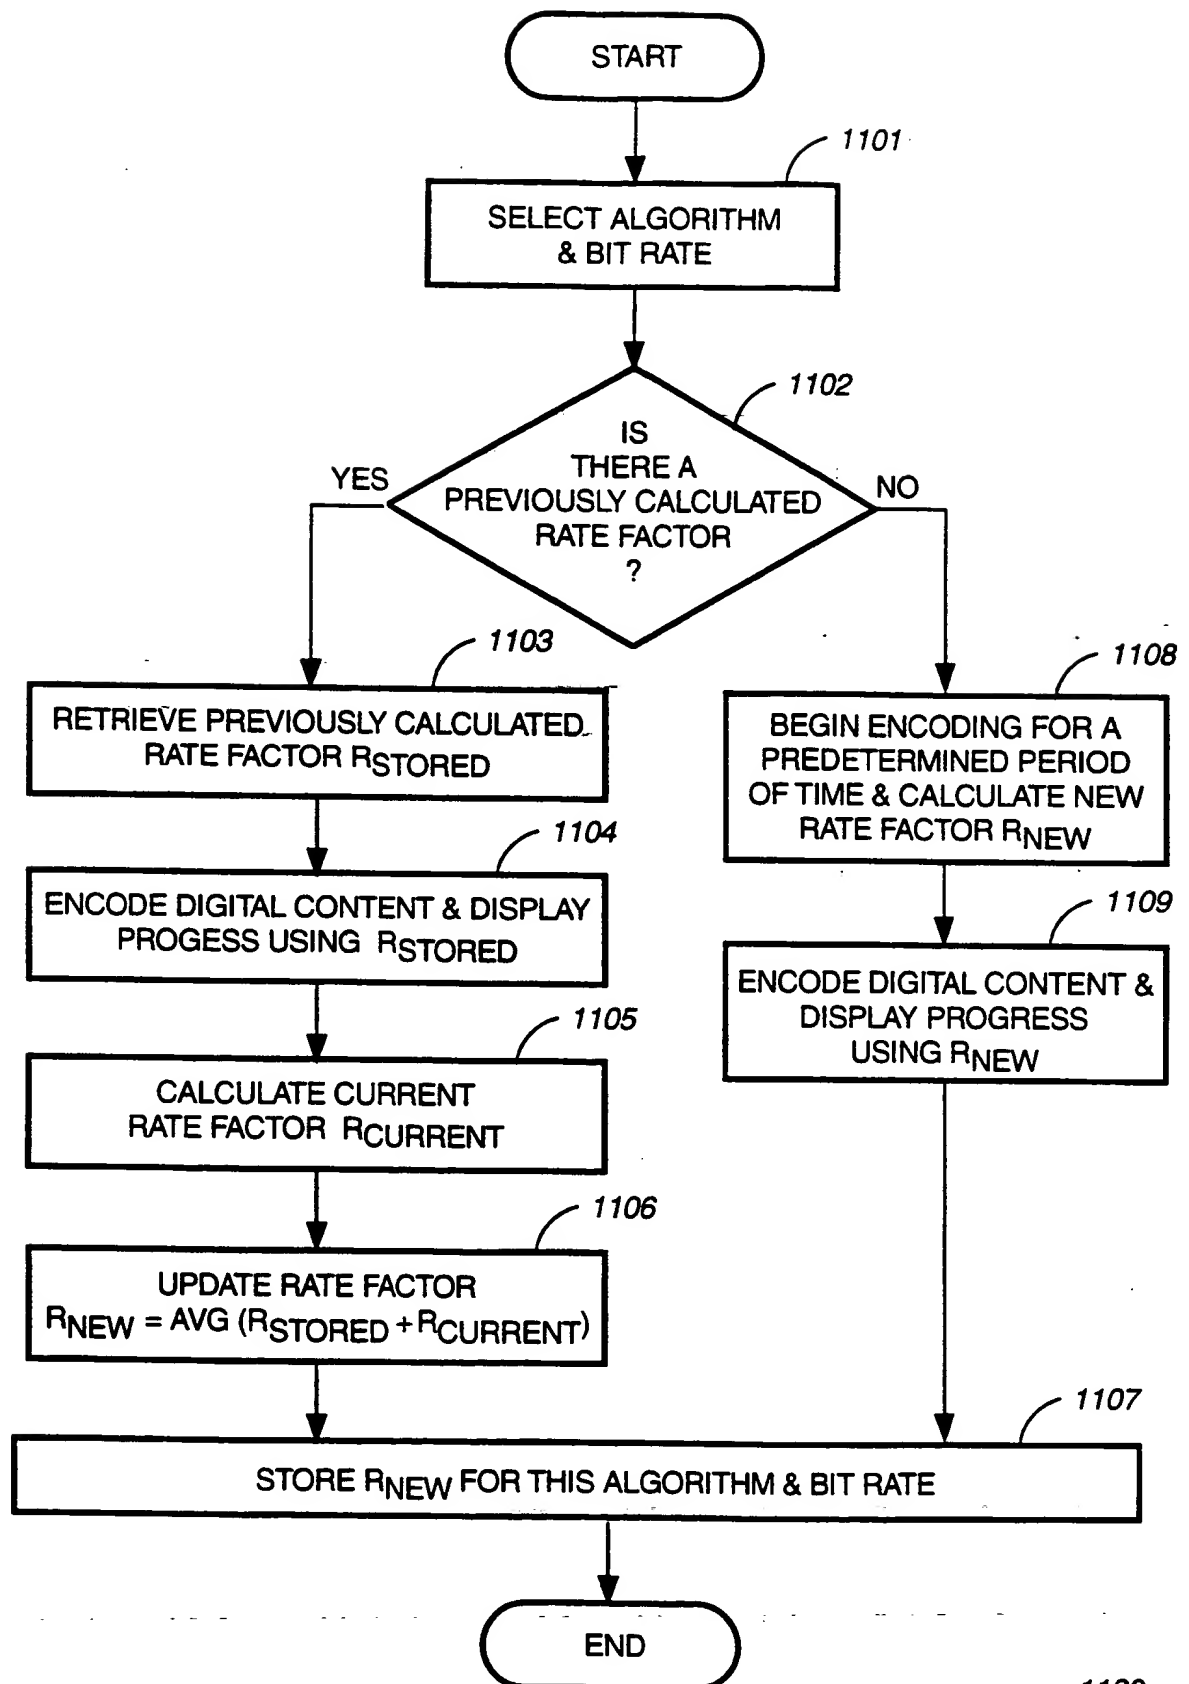 START
1101
SELECT ALGORITHM
& BIT RATE
1102
IS
THERE A
PREVIOUSLY CALCULATED
RATE FACTOR
?
YES
NO
1103
RETRIEVE PREVIOUSLY CALCULATED
RATE FACTOR RSTORED
1104
ENCODE DIGITAL CONTENT & DISPLAY
PROGESS USING RSTORED
1105
CALCULATE CURRENT
RATE FACTOR RCURRENT
1106
UPDATE RATE FACTOR
RNEW = AVG (RSTORED + RCURRENT)
1108
BEGIN ENCODING FOR A
PREDETERMINED PERIOD
OF TIME & CALCULATE NEW
RATE FACTOR RNEW
1109
ENCODE DIGITAL CONTENT &
DISPLAY PROGRESS
USING RNEW
1107
STORE RNEW FOR THIS ALGORITHM & BIT RATE
END